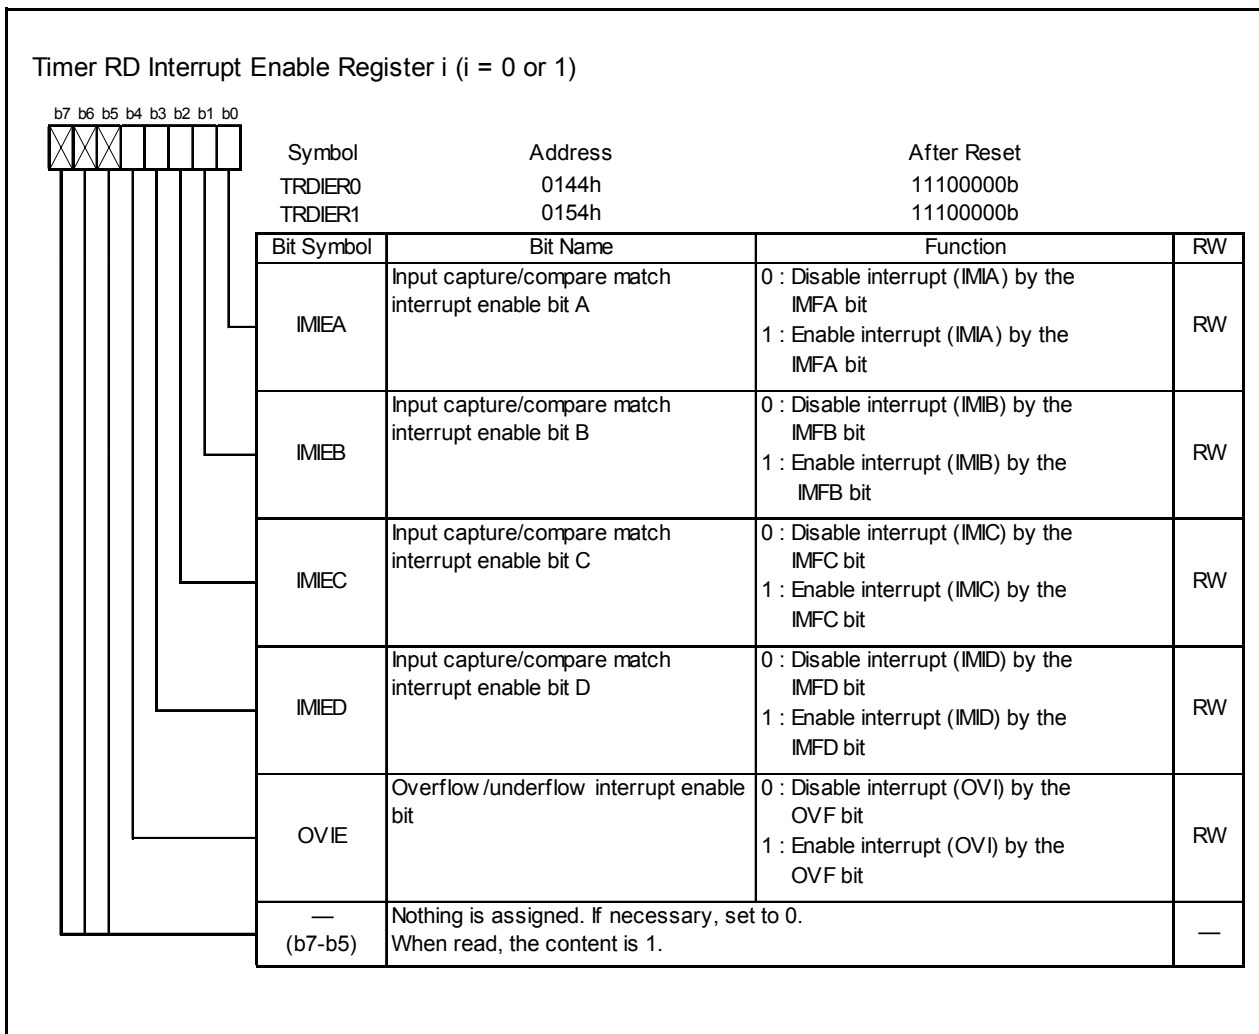 Timer RD Interrupt Enable Register i (i = 0 or 1)
b7 b6 b5 b4 b3 b2 b1 b0
Symbol Address After Reset
TRDIER0 0144h 11100000b
TRDIER1 0154h 11100000b
Bit Symbol Bit Name Function RW
IMIEA
Input capture/compare match
interrupt enable bit A
0 : Disable interrupt (IMIA) by the
IMFA bit
1 : Enable interrupt (IMIA) by the
IMFA bit
RW
IMIEB
Input capture/compare match
interrupt enable bit B
0 : Disable interrupt (IMIB) by the
IMFB bit
1 : Enable interrupt (IMIB) by the
IMFB bit
RW
IMIEC
Input capture/compare match
interrupt enable bit C
0 : Disable interrupt (IMIC) by the
IMFC bit
1 : Enable interrupt (IMIC) by the
IMFC bit
RW
IMIED
Input capture/compare match
interrupt enable bit D
0 : Disable interrupt (IMID) by the
IMFD bit
1 : Enable interrupt (IMID) by the
IMFD bit
RW
OVIE
Overflow/underflow interrupt enable
bit
0 : Disable interrupt (OVI) by the
OVF bit
1 : Enable interrupt (OVI) by the
OVF bit
RW
—
(b7-b5)
Nothing is assigned. If necessary, set to 0.
When read, the content is 1.
—